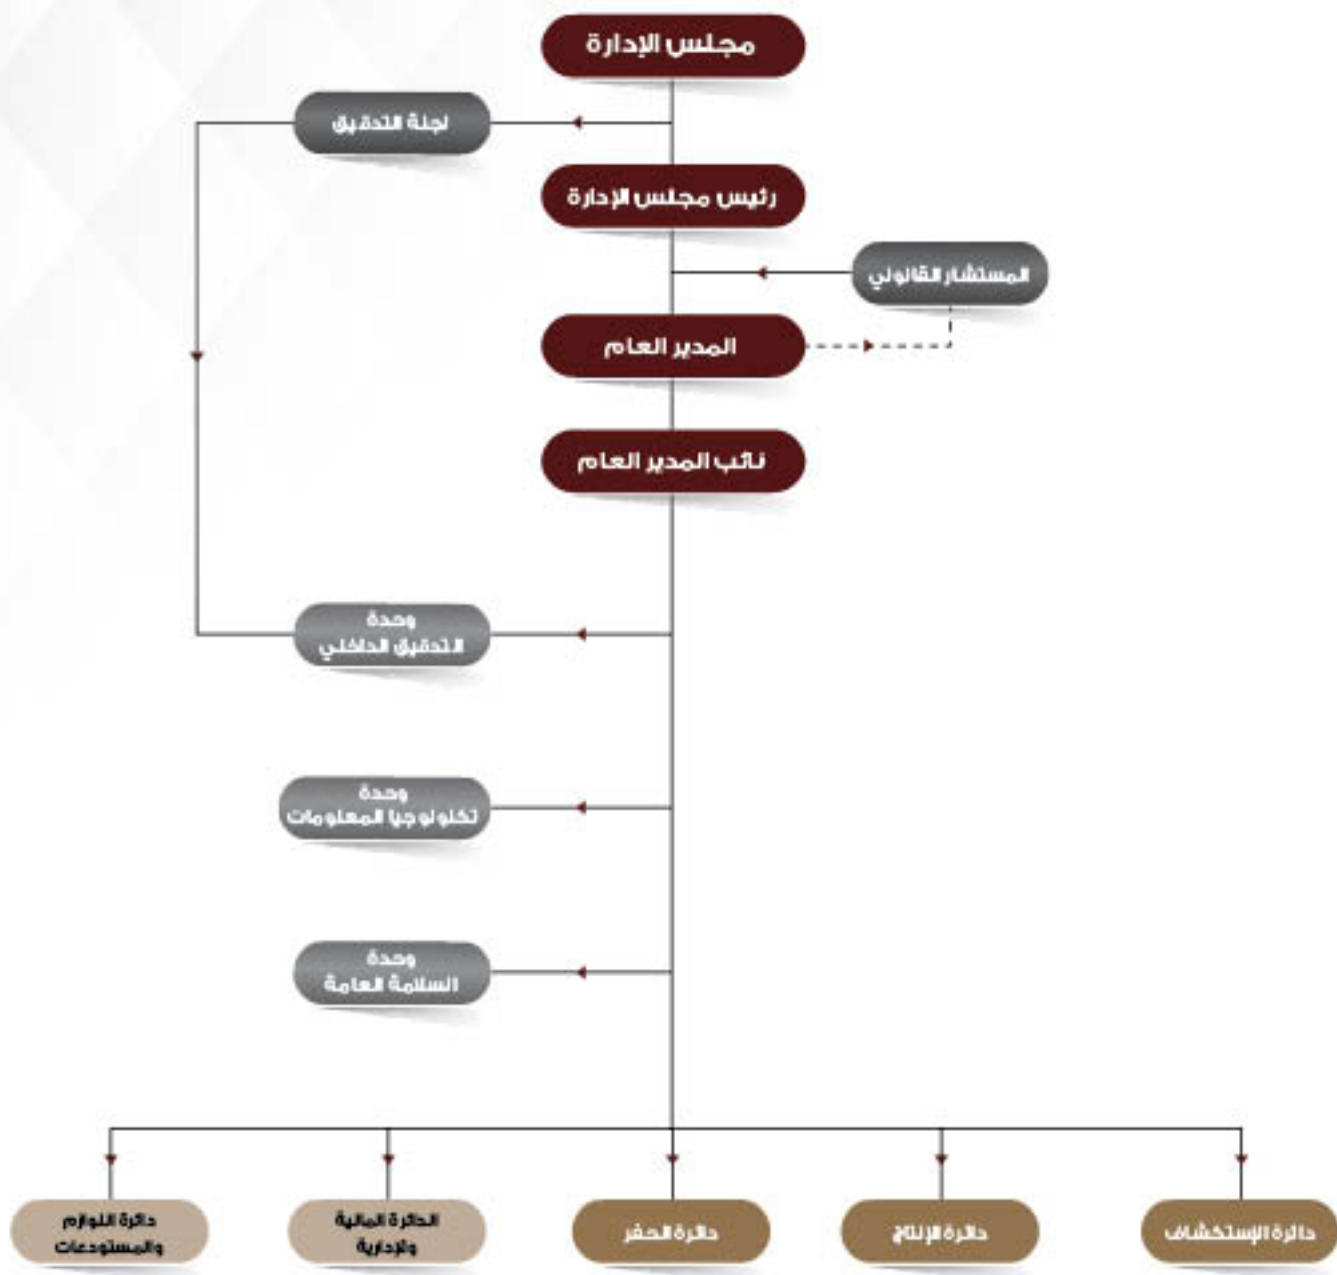 مجلس الإدارة
لجنة التدقيق
رئيس مجلس الإدارة
المستشار القانوني
المدير العام
نائب المدير العام
وحدة
التدقيق الداخلي
وحدة
تكنولوجيا المعلومات
وحدة
السلامة العامة
دائرة الإستكشاف
دائرة الإنتاج
دائرة الحفر
الدائرة المالية
والإدارية
دائرة اللوازم
والمستودعات